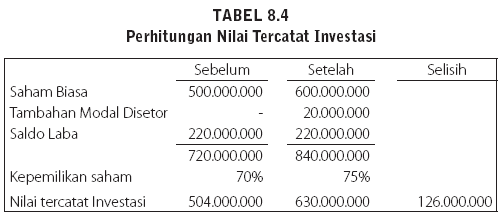 TABEL 8.4
Perhitungan Nilai Tercatat Investasi
Sebelum Setelah Selisih
Saham Biasa 500.000.000 600.000.000
Tambahan Modal Disetor - 20.000.000
Saldo Laba 220.000.000 220.000.000
720.000.000 840.000.000
Kepemilikan saham 70% 75%
Nilai tercatat Investasi 504.000.000 630.000.000 126.000.000